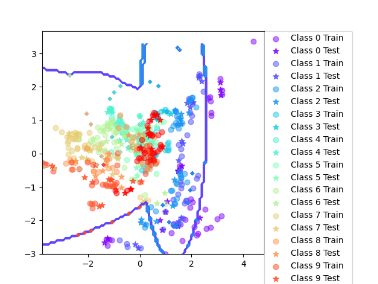 3
2
1
0
−1
−2
−3
−2
0
2
4
Class 0 Train
Class 0 Test
Class 1 Train
Class 1 Test
Class 2 Train
Class 2 Test
Class 3 Train
Class 3 Test
Class 4 Train
Class 4 Test
Class 5 Train
Class 5 Test
Class 6 Train
Class 6 Test
Class 7 Train
Class 7 Test
Class 8 Train
Class 8 Test
Class 9 Train
Class 9 Test